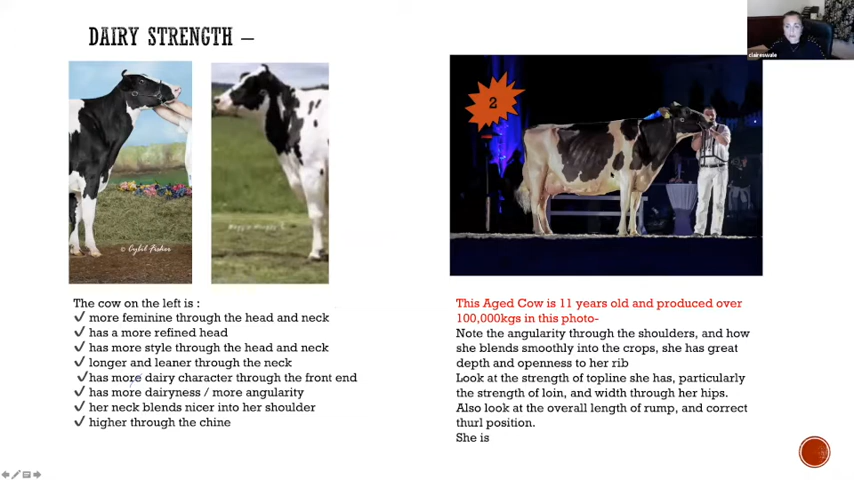 DAIRY STRENGTH –
© Cybil Fisher
2
clareswale
The cow on the left is :
✓ more feminine through the head and neck
✓ has a more refined head
✓ has more style through the head and neck
✓ longer and leaner through the neck
✓ has more dairy character through the front end
✓ has more dairyness / more angularity
✓ her neck blends nicer into her shoulder
✓ higher through the chine
This Aged Cow is 11 years old and produced over
100,000kgs in this photo-
Note the angularity through the shoulders, and how
she blends smoothly into the crops, she has great
depth and openness to her rib
Look at the strength of topline she has, particularly
the strength of loin, and width through her hips.
Also look at the overall length of rump, and correct
thurl position.
She is